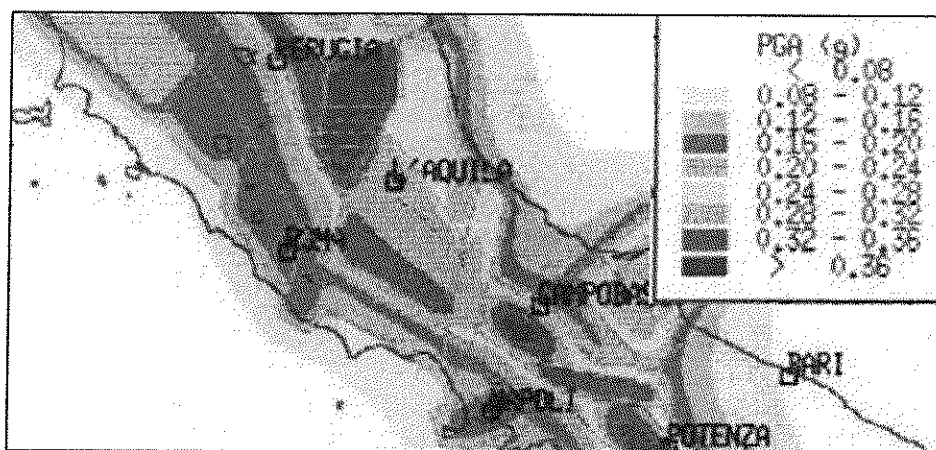 PERUGIA
L'AQUILA
ROMA
CAMPOBAS
NAPOLI
BARI
POTENZA
PGA (g)
< 0.08
0.08 - 0.12
0.12 - 0.16
0.16 - 0.20
0.20 - 0.24
0.24 - 0.28
0.28 - 0.32
0.32 - 0.36
> 0.36